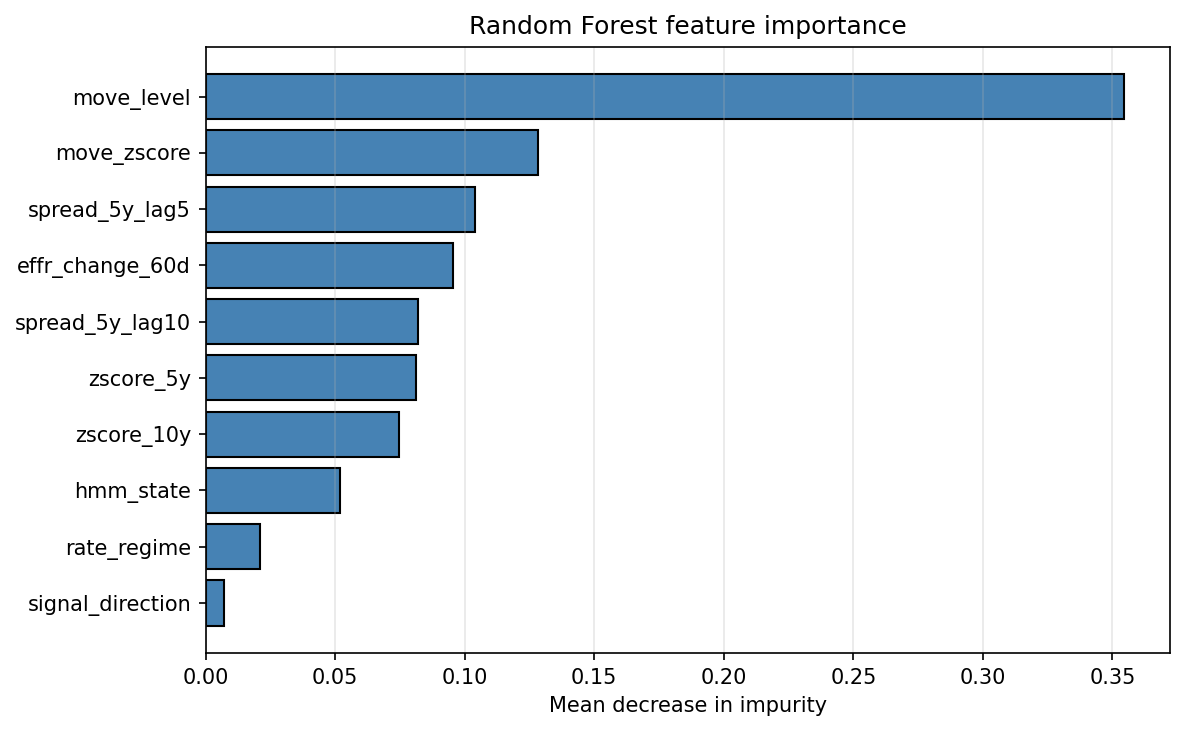 Random Forest feature importance
move_level
move_zscore
spread_5y_lag5
effr_change_60d
spread_5y_lag10
zscore_5y
zscore_10y
hmm_state
rate_regime
signal_direction
0.00 0.05 0.10 0.15 0.20 0.25 0.30 0.35
Mean decrease in impurity